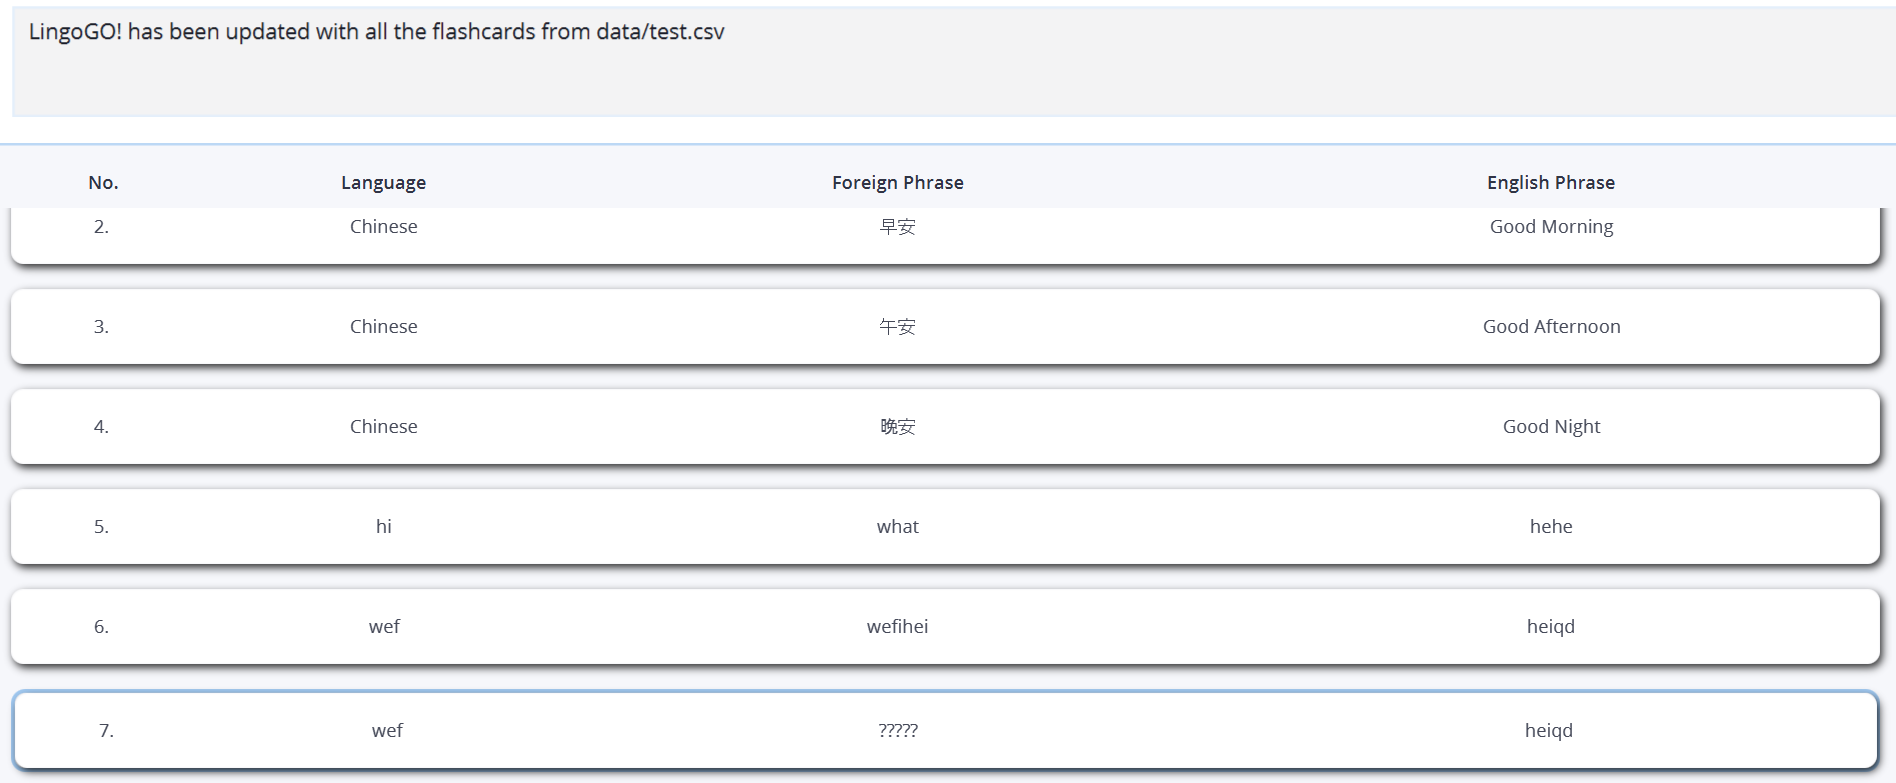 LingoGO! has been updated with all the flashcards from data/test.csv
No. Language Foreign Phrase English Phrase
2. Chinese 早安 Good Morning
3. Chinese 午安 Good Afternoon
4. Chinese 晚安 Good Night
5. hi what hehe
6. wef wefihei heiqd
7. wef ????? heiqd